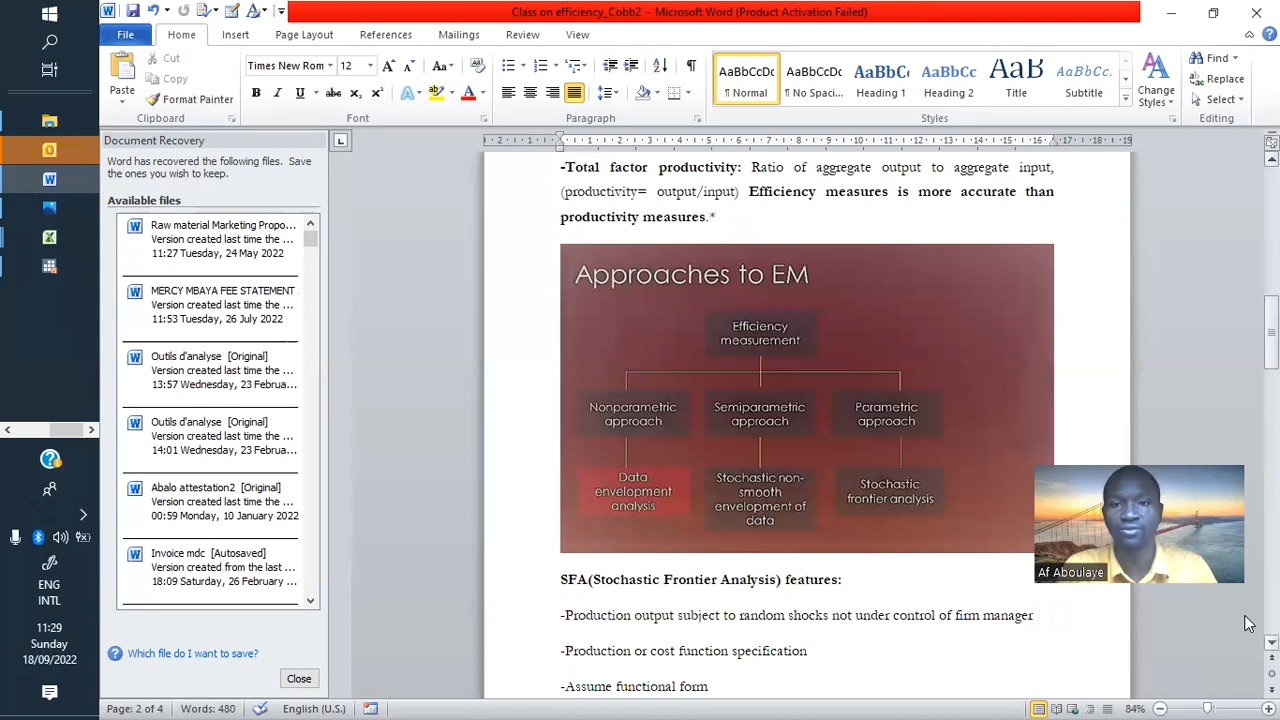 Class on efficiency_Cobb2 - Microsoft Word (Product Activation Failed)
File Home Insert Page Layout References Mailings Review View
Cut
Copy
Format Painter
Paste
Clipboard
Times New Rom 12
Font
Paragraph
AaBbCcDc AaBbCcDc AaBbCc AaBbCc AaB AaBbCc.
¶ Normal ¶ No Spaci... Heading 1 Heading 2 Title Subtitle
Change
Styles
Styles
Find
Replace
Select
Editing
Document Recovery
Word has recovered the following files. Save
the ones you wish to keep.
Available files
Raw material Marketing Propo...
Version created last time the ...
11:27 Tuesday, 24 May 2022
MERCY MBAYA FEE STATEMENT
Version created last time the ...
11:53 Tuesday, 26 July 2022
Outils d'analyse [Original]
Version created last time the ...
13:57 Wednesday, 23 Februa...
Outils d'analyse [Original]
Version created last time the ...
14:01 Wednesday, 23 Februa...
Abalo attestation2 [Original]
Version created last time the ...
00:59 Monday, 10 January 2022
Invoice mdc [Autosaved]
Version created from the last ...
18:09 Saturday, 26 February ...
Which file do I want to save?
Close
-Total factor productivity: Ratio of aggregate output to aggregate input,
(productivity= output/input) Efficiency measures is more accurate than
productivity measures.*
Approaches to EM
Efficiency
measurement
Nonparametric
approach
Semiparametric
approach
Parametric
approach
Data
envelopment
analysis
Stochastic non-
smooth
envelopment of
data
Stochastic
frontier analysis
Af Aboulaye
SFA(Stochastic Frontier Analysis) features:
-Production output subject to random shocks not under control of firm manager
-Production or cost function specification
-Assume functional form
ENG
INTL
11:29
Sunday
18/09/2022
Page: 2 of 4 Words: 480 English (U.S.) 84%